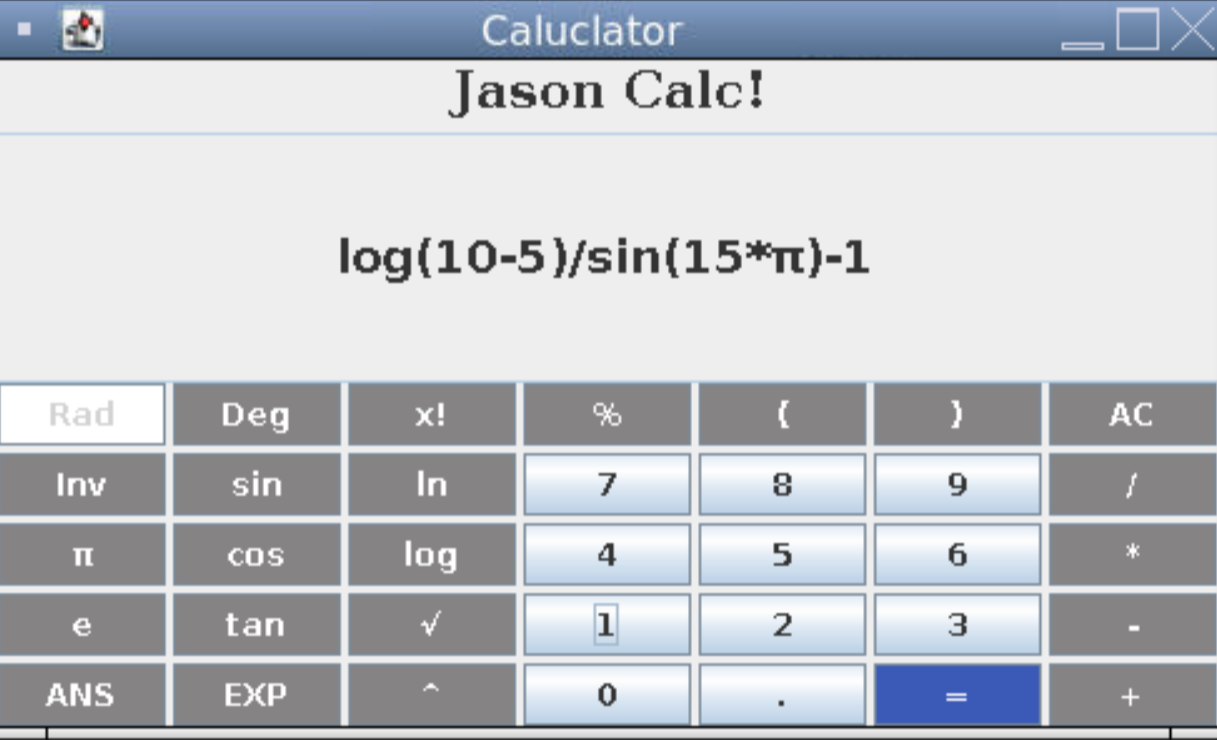 Caluclator
Jason Calc!
log(10-5)/sin(15*π)-1
Rad Deg x! % ( ) AC
Inv sin ln 7 8 9 /
π cos log 4 5 6 *
e tan √ 1 2 3 -
ANS EXP ^ 0 . = +